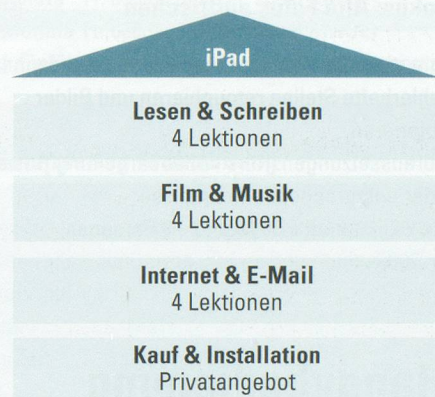 iPad
Lesen & Schreiben
4 Lektionen
Film & Musik
4 Lektionen
Internet & E-Mail
4 Lektionen
Kauf & Installation
Privatangebot